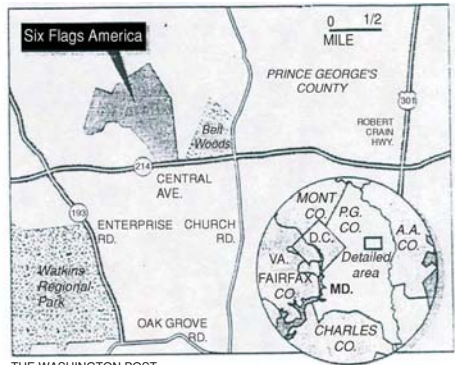 Six Flags America
0 1/2
MILE
PRINCE GEORGE'S
COUNTY
301
ROBERT
CRAIN
HWY.
Belt
Woods
214
CENTRAL
AVE.
193
ENTERPRISE
RD.
CHURCH
RD.
Watkins
Regional
Park
OAK GROVE
RD.
MONT
CO.
P.G.
CO.
D.C.
A.A.
CO.
VA.
Detailed
area
FAIRFAX
CO.
MD.
CHARLES
CO.
THE WASHINGTON POST